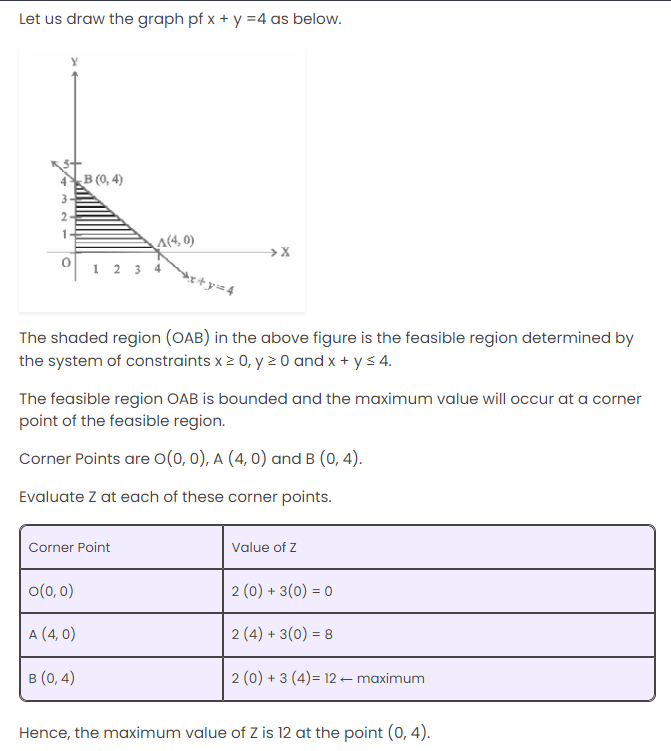 Let us draw the graph pf x + y =4 as below.
Y
5
4 B (0, 4)
3
2
1
A(4, 0)
X
O 1 2 3 4
x+y=4
The shaded region (OAB) in the above figure is the feasible region determined by
the system of constraints x ≥ 0, y ≥ 0 and x + y ≤ 4.
The feasible region OAB is bounded and the maximum value will occur at a corner
point of the feasible region.
Corner Points are O(0, 0), A (4, 0) and B (0, 4).
Evaluate Z at each of these corner points.
Corner Point Value of Z
O(0, 0) 2 (0) + 3(0) = 0
A (4, 0) 2 (4) + 3(0) = 8
B (0, 4) 2 (0) + 3 (4)= 12 ← maximum
Hence, the maximum value of Z is 12 at the point (0, 4).